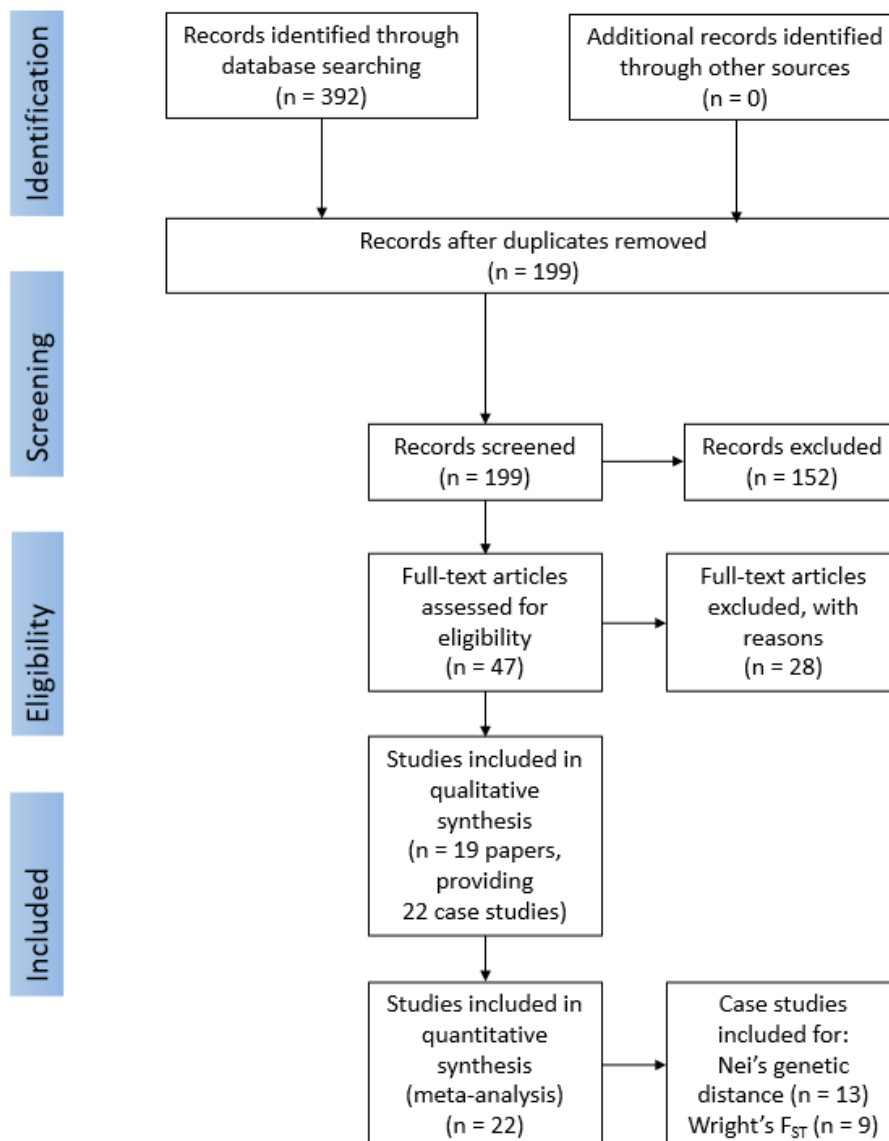 Identification
Records identified through
database searching
(n = 392)
Additional records identified
through other sources
(n = 0)
Records after duplicates removed
(n = 199)
Screening
Records screened
(n = 199)
Records excluded
(n = 152)
Eligibility
Full-text articles
assessed for
eligibility
(n = 47)
Full-text articles
excluded, with
reasons
(n = 28)
Included
Studies included in
qualitative
synthesis
(n = 19 papers,
providing
22 case studies)
Studies included in
quantitative
synthesis
(meta-analysis)
(n = 22)
Case studies
included for:
Nei’s genetic
distance (n = 13)
Wright’s FST (n = 9)